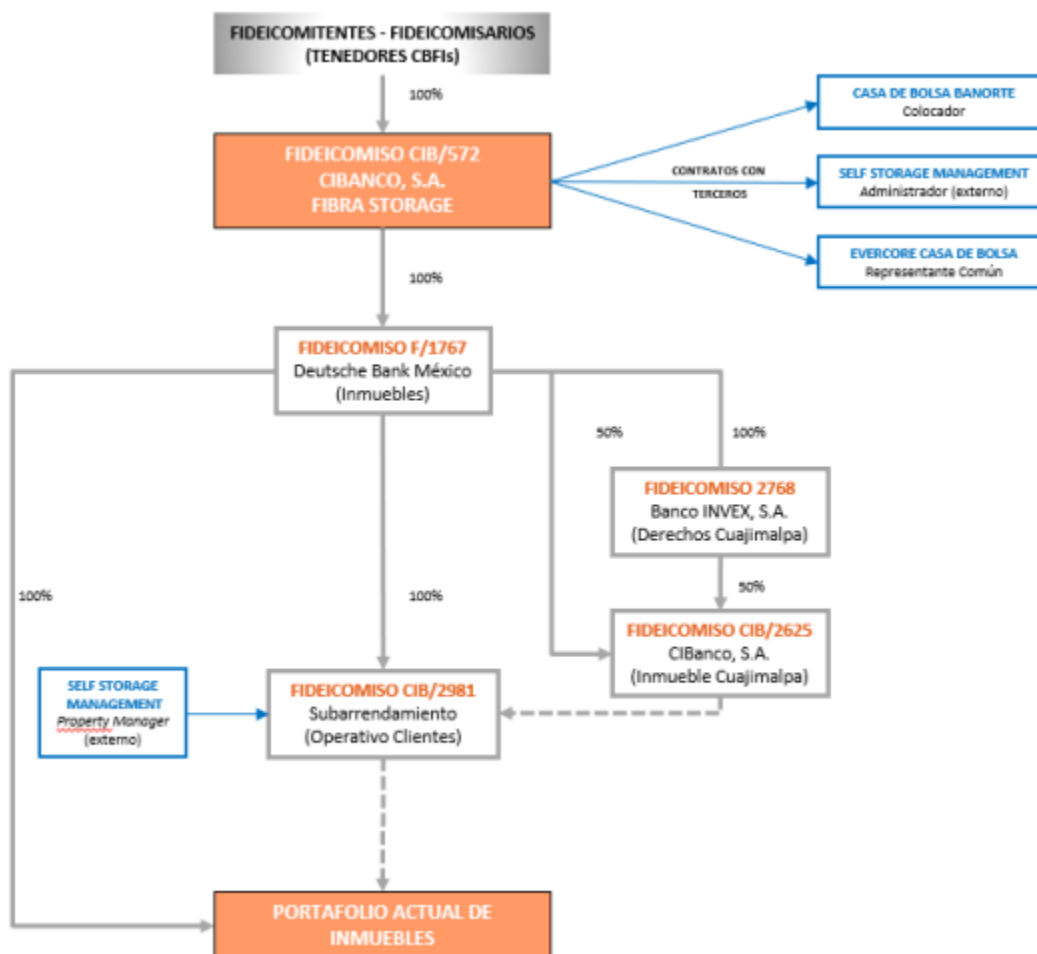 FIDEICOMITENTES - FIDEICOMISARIOS
(TENEDORES CBFIs)
100%
CASA DE BOLSA BANORTE
Colocador
FIDEICOMISO CIB/572
CIBANCO, S.A.
FIBRA STORAGE
CONTRATOS CON
TERCEROS
SELF STORAGE MANAGEMENT
Administrador (externo)
EVERCORE CASA DE BOLSA
Representante Común
100%
FIDEICOMISO F/1767
Deutsche Bank México
(Inmuebles)
50%
100%
FIDEICOMISO 2768
Banco INVEX, S.A.
(Derechos Cuajimalpa)
100%
100%
50%
FIDEICOMISO CIB/2625
CIBanco, S.A.
(Inmueble Cuajimalpa)
SELF STORAGE
MANAGEMENT
Property Manager
(externo)
FIDEICOMISO CIB/2981
Subarrendamiento
(Operativo Clientes)
PORTAFOLIO ACTUAL DE
INMUEBLES